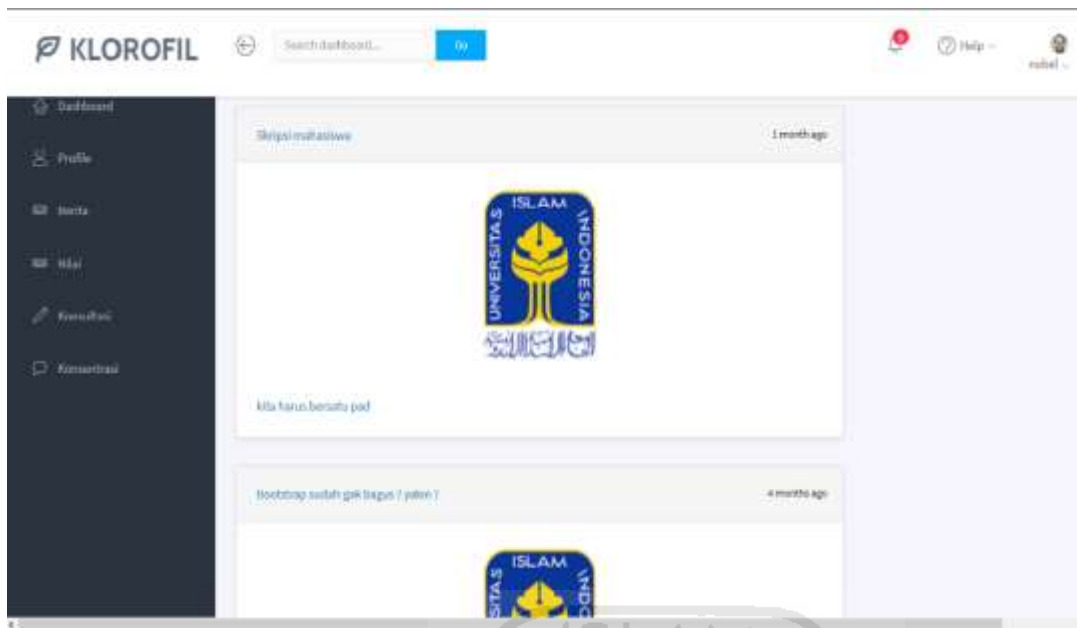 KLOROFIL
Search dashboard...
Go
Help
nobel
Dashboard
Profile
Berita
Nilai
Konsultasi
Konsentrasi
Skripsi mahasiswa
1 month ago
UNIVERSITAS ISLAM INDONESIA
kita harus bersatu pad
Bootstrap sudah gak bagus ?
4 months ago
ISLAM